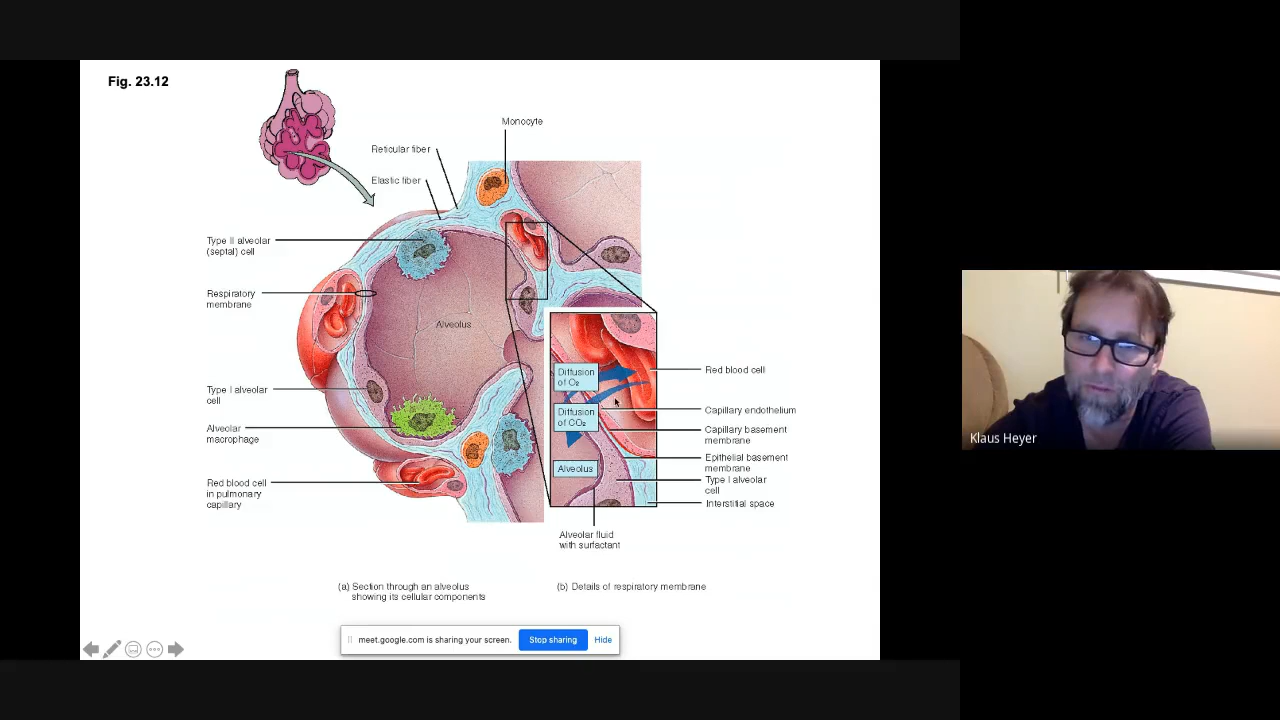 Fig. 23.12
Monocyte
Reticular fiber
Elastic fiber
Type II alveolar
(septal) cell
Respiratory
membrane
Alveolus
Type I alveolar
cell
Alveolar
macrophage
Red blood cell
in pulmonary
capillary
Diffusion
of O₂
Diffusion
of CO₂
Alveolus
Red blood cell
Capillary endothelium
Capillary basement
membrane
Epithelial basement
membrane
Type I alveolar
cell
Interstitial space
Alveolar fluid
with surfactant
(a) Section through an alveolus
showing its cellular components
(b) Details of respiratory membrane
meet.google.com is sharing your screen.
Stop sharing
Hide
Klaus Heyer